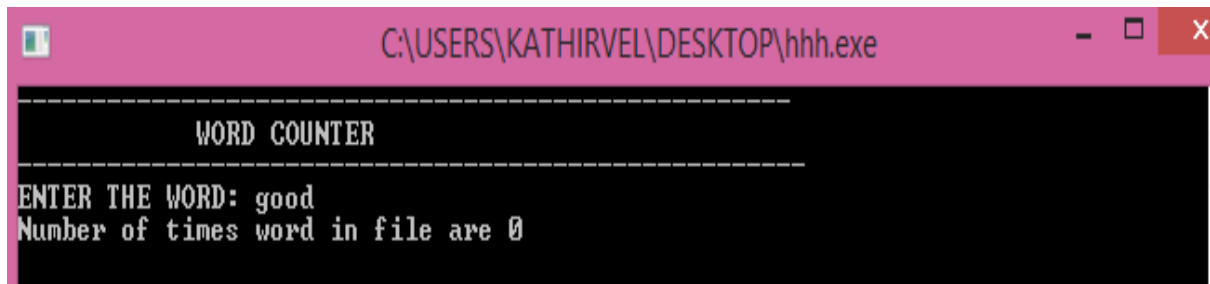 C:\USERS\KATHIRVEL\DESKTOP\hhh.exe
WORD COUNTER
ENTER THE WORD: good
Number of times word in file are 0